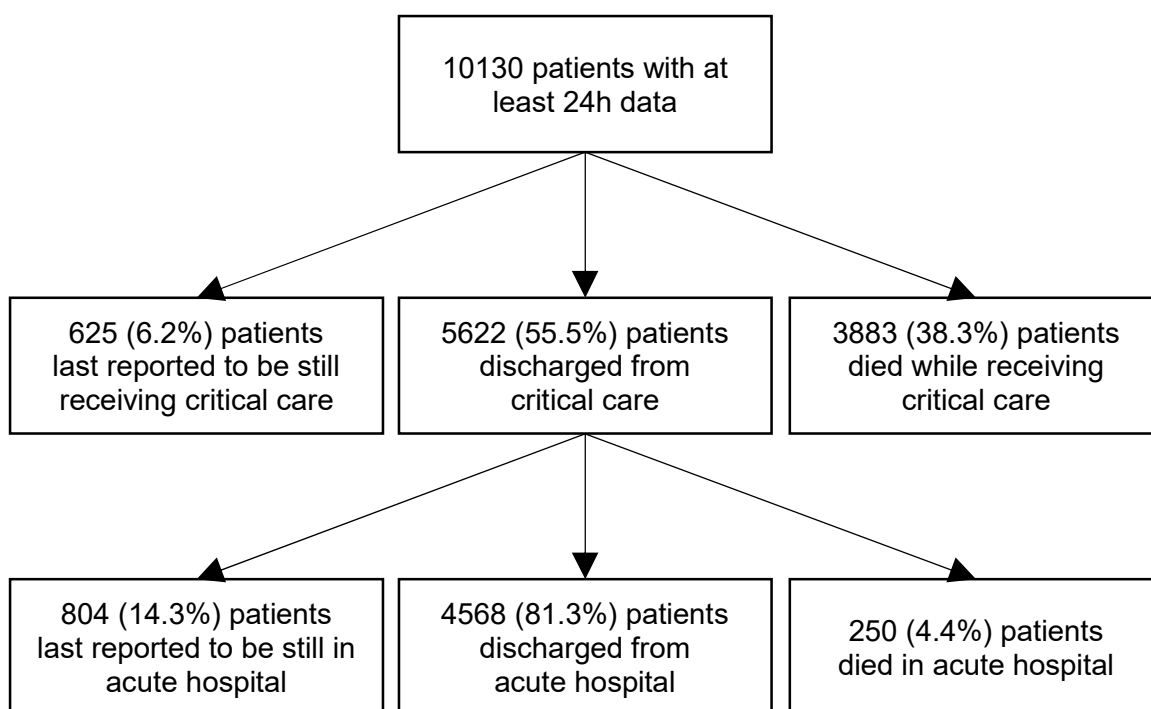 10130 patients with at
least 24h data
625 (6.2%) patients
last reported to be still
receiving critical care
5622 (55.5%) patients
discharged from
critical care
3883 (38.3%) patients
died while receiving
critical care
804 (14.3%) patients
last reported to be still in
acute hospital
4568 (81.3%) patients
discharged from
acute hospital
250 (4.4%) patients
died in acute hospital